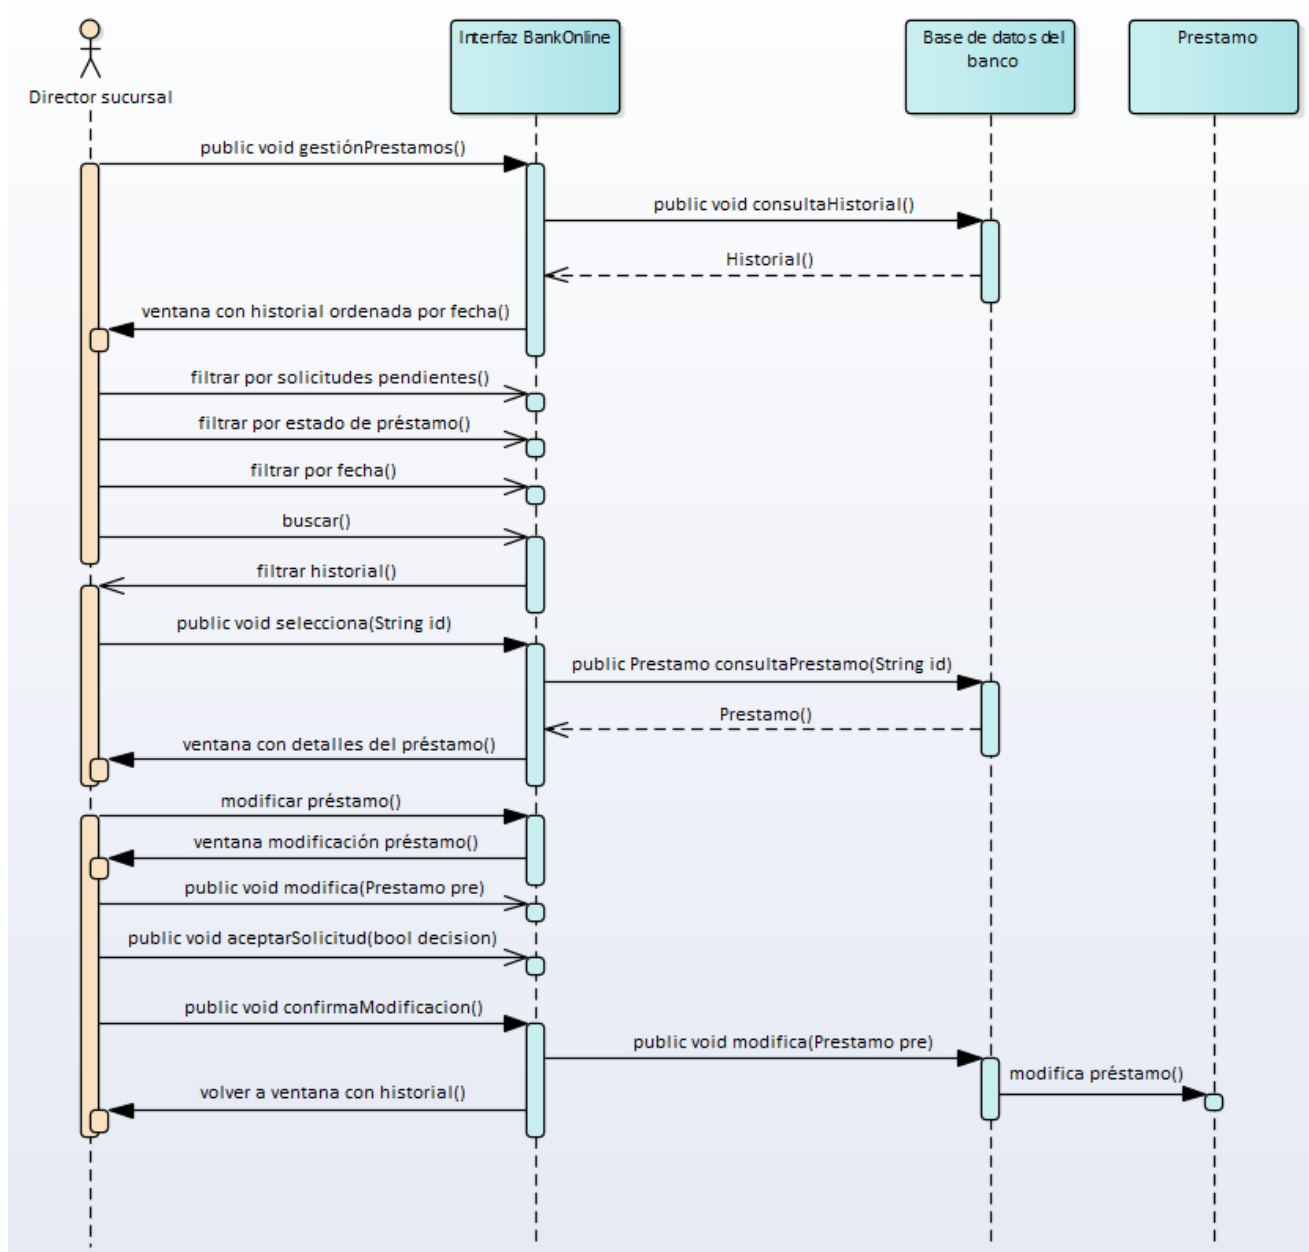 Interfaz BankOnline
Base de datos del
banco
Prestamo
Director sucursal
public void gestiónPrestamos()
public void consultaHistorial()
Historial()
ventana con historial ordenada por fecha()
filtrar por solicitudes pendientes()
filtrar por estado de préstamo()
filtrar por fecha()
buscar()
filtrar historial()
public void selecciona(String id)
public Prestamo consultaPrestamo(String id)
Prestamo()
ventana con detalles del préstamo()
modificar préstamo()
ventana modificación préstamo()
public void modifica(Prestamo pre)
public void aceptarSolicitud(bool decision)
public void confirmaModificacion()
public void modifica(Prestamo pre)
modifica préstamo()
volver a ventana con historial()